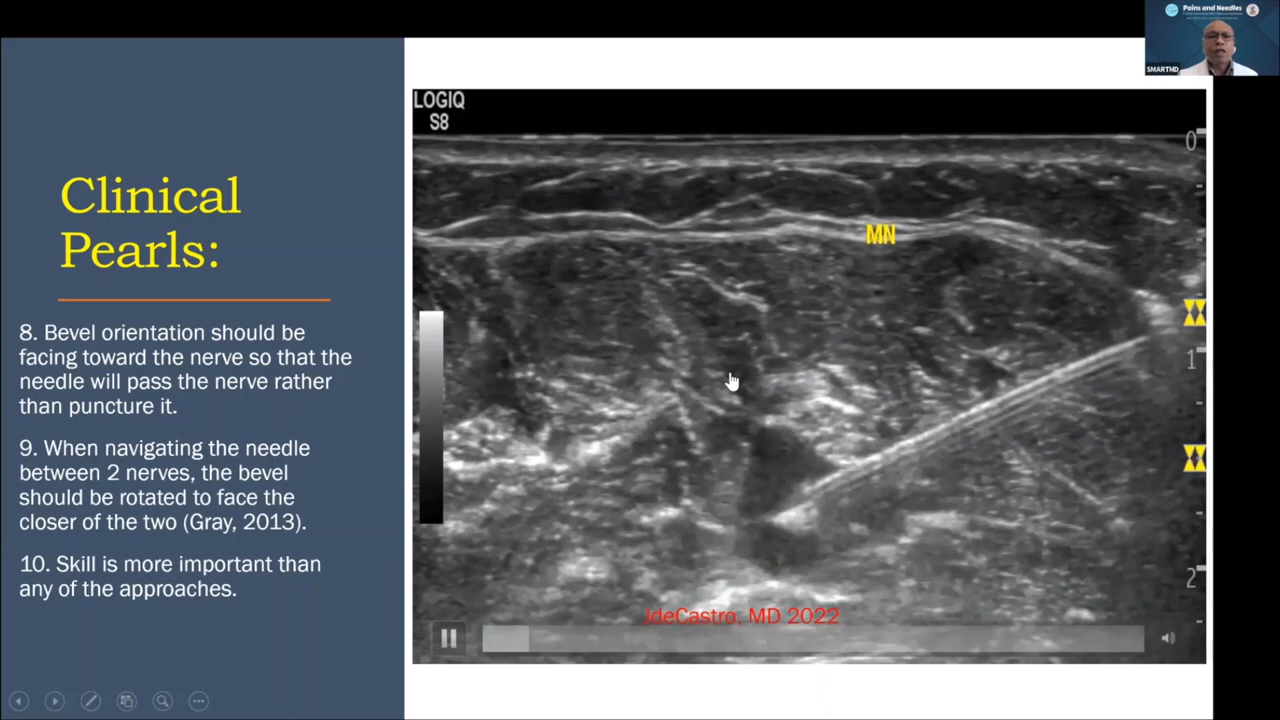 Pains and Needles
SMARTMD
Clinical
Pearls:
8. Bevel orientation should be
facing toward the nerve so that the
needle will pass the nerve rather
than puncture it.
9. When navigating the needle
between 2 nerves, the bevel
should be rotated to face the
closer of the two (Gray, 2013).
10. Skill is more important than
any of the approaches.
LOGIQ
S8
0
MN
1
2
JdeCastro, MD 2022